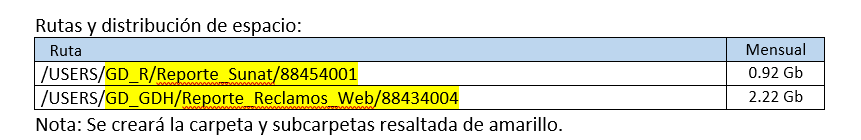 Rutas y distribución de espacio:
Ruta Mensual
/USERS/GD_R/Reporte_Sunat/88454001 0.92 Gb
/USERS/GD_GDH/Reporte_Reclamos_Web/88434004 2.22 Gb
Nota: Se creará la carpeta y subcarpetas resaltada de amarillo.